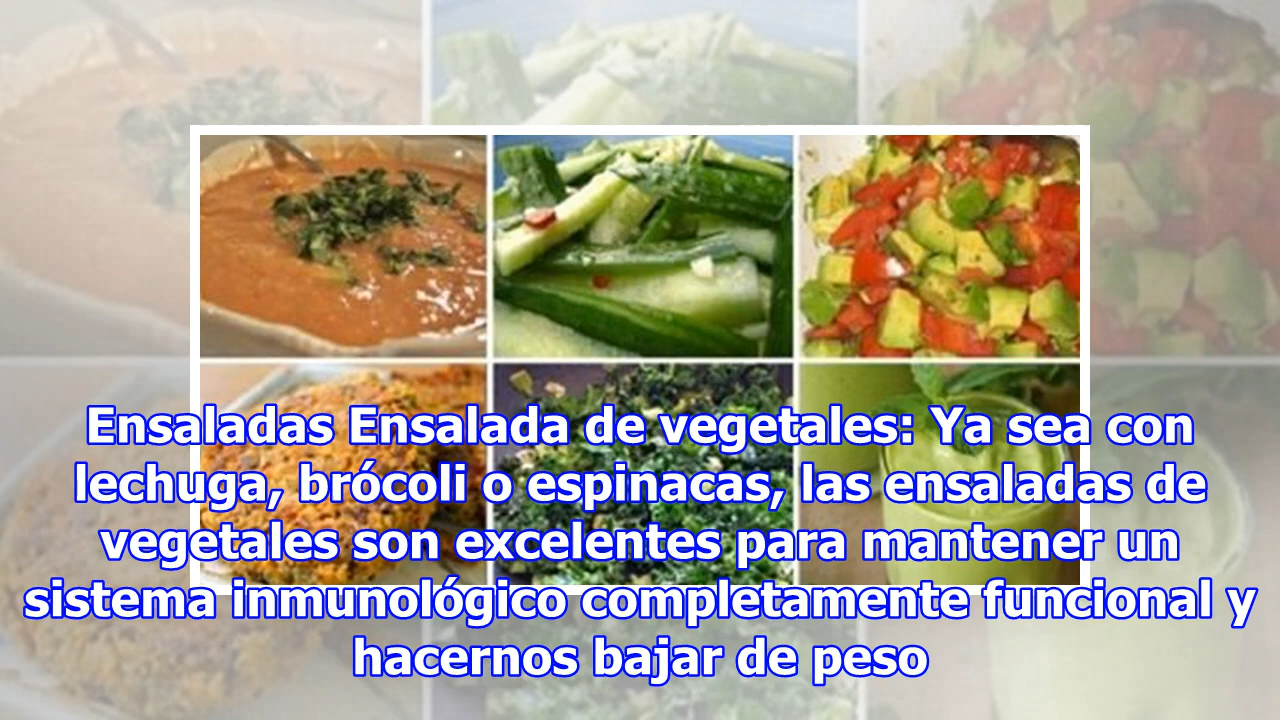 Ensaladas Ensalada de vegetales: Ya sea con
lechuga, brócoli o espinacas, las ensaladas de
vegetales son excelentes para mantener un
sistema inmunológico completamente funcional y
hacernos bajar de peso